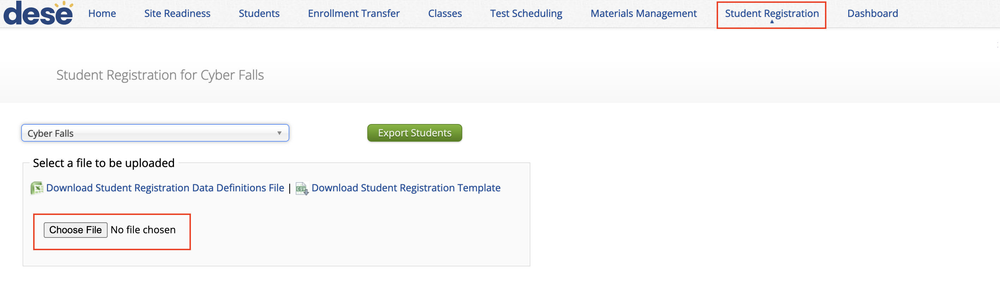 dese Home Site Readiness Students Enrollment Transfer Classes Test Scheduling Materials Management Student Registration Dashboard
Student Registration for Cyber Falls
Cyber Falls Export Students
Select a file to be uploaded
Download Student Registration Data Definitions File | CSV Download Student Registration Template
Choose File No file chosen